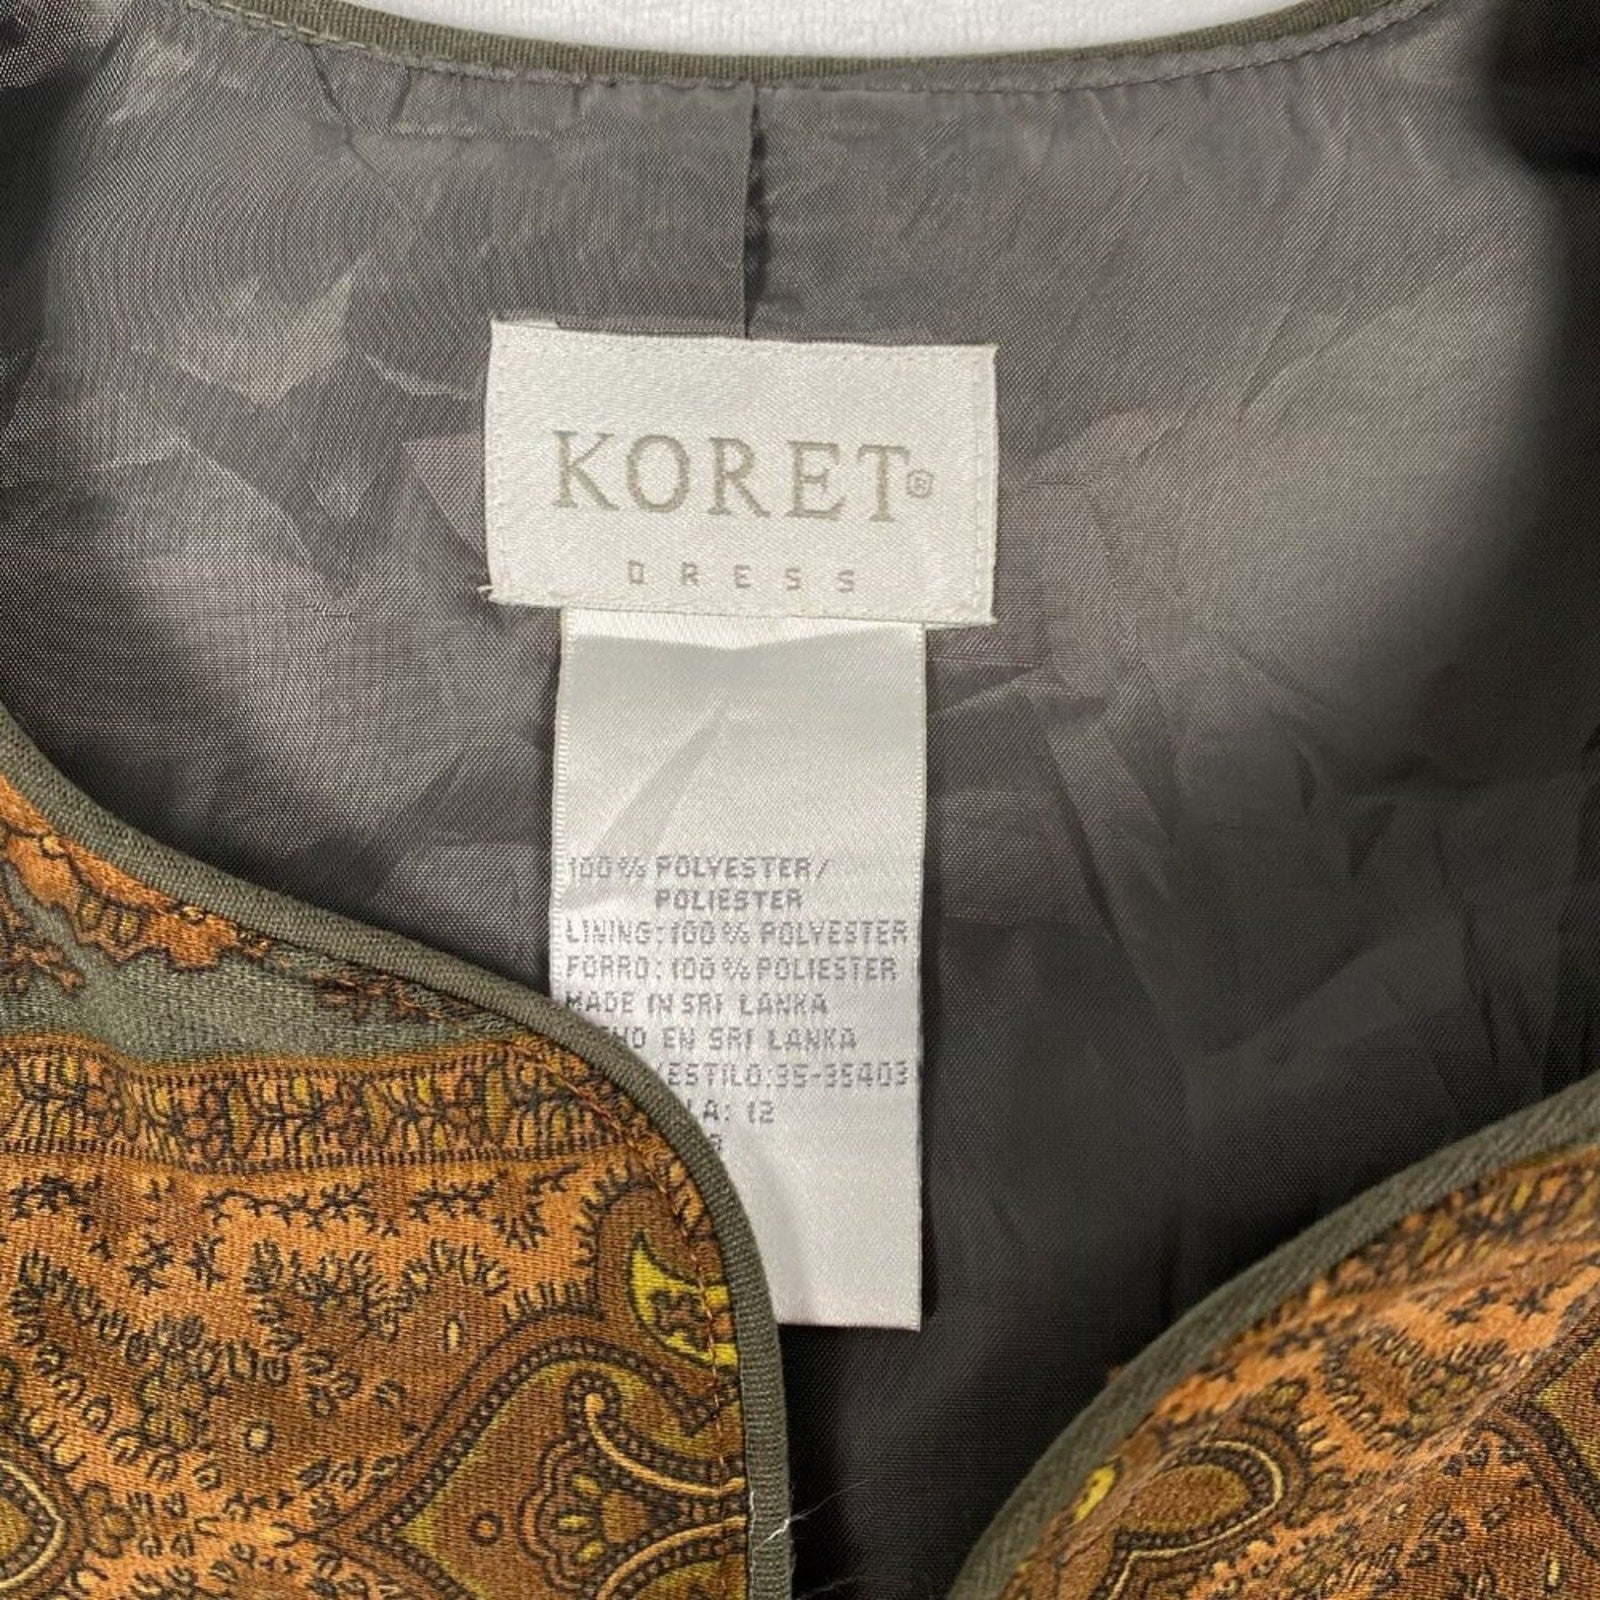 KORET®
DRESS
100% POLYESTER/
POLIESTER
LINING: 100% POLYESTER
FORRO: 100% POLIESTER
MADE IN SRI LANKA
EN SRI LANKA
ESTILO: 35-35403
LA: 12